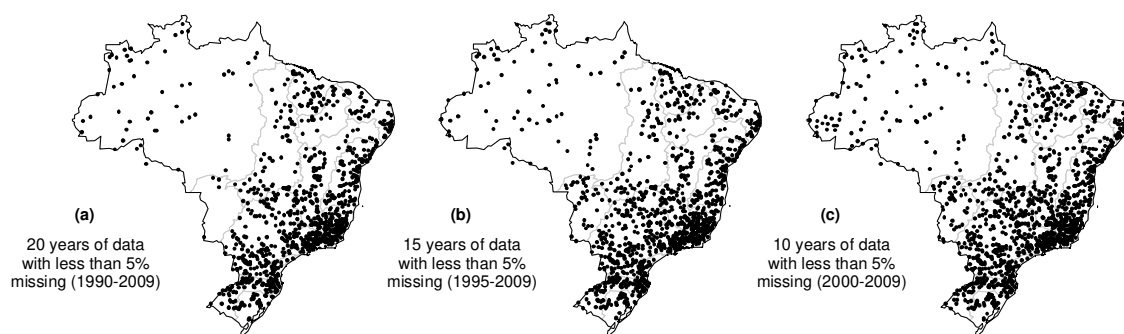 (a)
20 years of data
with less than 5%
missing (1990-2009)
(b)
15 years of data
with less than 5%
missing (1995-2009)
(c)
10 years of data
with less than 5%
missing (2000-2009)